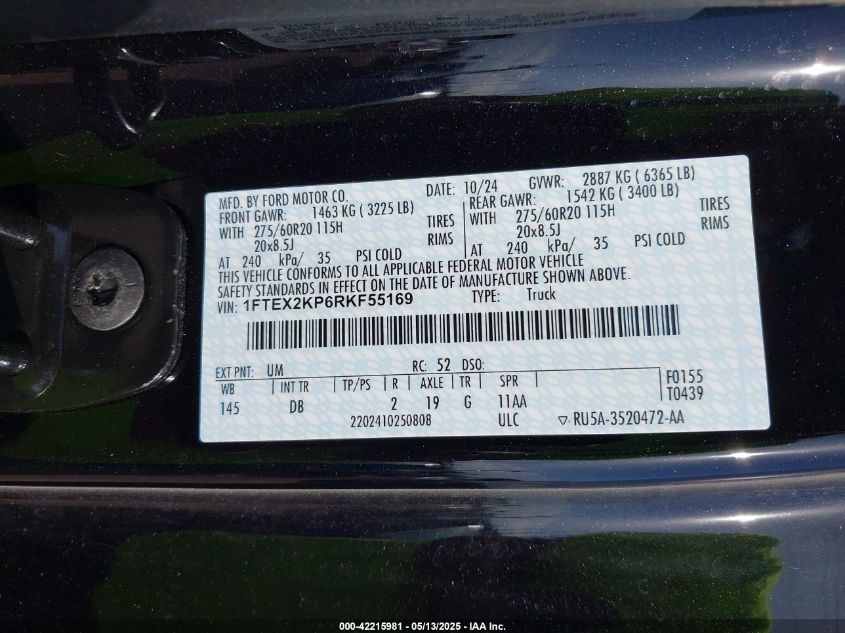 MFD. BY FORD MOTOR CO. DATE: 10/24 GVWR: 2887 KG ( 6365 LB)
FRONT GAWR: 1463 KG ( 3225 LB) REAR GAWR: 1542 KG ( 3400 LB)
WITH 275/60R20 115H TIRES WITH 275/60R20 115H TIRES
20x8.5J RIMS 20x8.5J RIMS
AT 240 kPa/ 35 PSI COLD AT 240 kPa/ 35 PSI COLD
THIS VEHICLE CONFORMS TO ALL APPLICABLE FEDERAL MOTOR VEHICLE
SAFETY STANDARDS IN EFFECT ON THE DATE OF MANUFACTURE SHOWN ABOVE.
VIN: 1FTEX2KP6RKF55169 TYPE: Truck
EXT PNT: UM RC: 52 DSO:
WB INT TR TP/PS R AXLE TR SPR F0155
145 DB 2 19 G 11AA T0439
2202410250808 ULC ▽ RU5A-3520472-AA
000-42215981 - 05/13/2025 - IAA Inc.